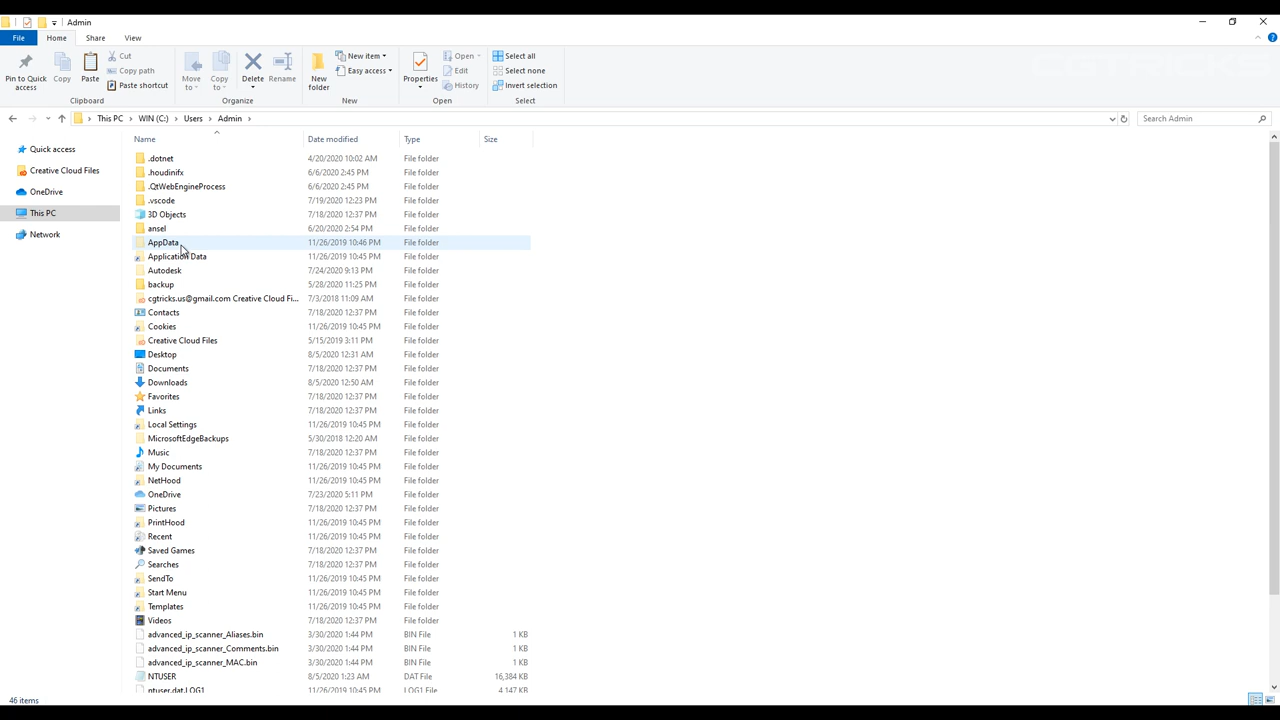 Admin
File Home Share View
Pin to Quick access
Copy
Paste
Cut
Copy path
Paste shortcut
Clipboard
Move to
Copy to
Delete
Rename
Organize
New folder
New item
Easy access
New
Properties
Open
Edit
History
Open
Select all
Select none
Invert selection
Select
This PC WIN (C:) Users Admin
Search Admin
Quick access
Creative Cloud Files
OneDrive
This PC
Network
Name Date modified Type Size
.dotnet 4/20/2020 10:02 AM File folder
.houdinifx 6/6/2020 2:45 PM File folder
.QtWebEngineProcess 6/6/2020 2:45 PM File folder
.vscode 7/19/2020 12:23 PM File folder
3D Objects 7/18/2020 12:37 PM File folder
ansel 6/20/2020 2:54 PM File folder
AppData 11/26/2019 10:46 PM File folder
Application Data 11/26/2019 10:45 PM File folder
Autodesk 7/24/2020 9:13 PM File folder
backup 5/28/2020 11:25 PM File folder
cgtricks.us@gmail.com Creative Cloud Fi... 7/3/2018 11:09 AM File folder
Contacts 7/18/2020 12:37 PM File folder
Cookies 11/26/2019 10:45 PM File folder
Creative Cloud Files 5/15/2019 3:11 PM File folder
Desktop 8/5/2020 12:31 AM File folder
Documents 7/18/2020 12:37 PM File folder
Downloads 8/5/2020 12:50 AM File folder
Favorites 7/18/2020 12:37 PM File folder
Links 7/18/2020 12:37 PM File folder
Local Settings 11/26/2019 10:45 PM File folder
MicrosoftEdgeBackups 5/30/2018 12:20 AM File folder
Music 7/18/2020 12:37 PM File folder
My Documents 11/26/2019 10:45 PM File folder
NetHood 11/26/2019 10:45 PM File folder
OneDrive 7/23/2020 5:11 PM File folder
Pictures 7/18/2020 12:37 PM File folder
PrintHood 11/26/2019 10:45 PM File folder
Recent 11/26/2019 10:45 PM File folder
Saved Games 7/18/2020 12:37 PM File folder
Searches 7/18/2020 12:37 PM File folder
SendTo 11/26/2019 10:45 PM File folder
Start Menu 11/26/2019 10:45 PM File folder
Templates 11/26/2019 10:45 PM File folder
Videos 7/18/2020 12:37 PM File folder
advanced_ip_scanner_Aliases.bin 3/30/2020 1:44 PM BIN File 1 KB
advanced_ip_scanner_Comments.bin 3/30/2020 1:44 PM BIN File 1 KB
advanced_ip_scanner_MAC.bin 3/30/2020 1:44 PM BIN File 1 KB
NTUSER 8/5/2020 1:23 AM DAT File 16,384 KB
ntuser.dat.LOG1 11/26/2019 10:45 PM LOG1 File 4,147 KB
46 items